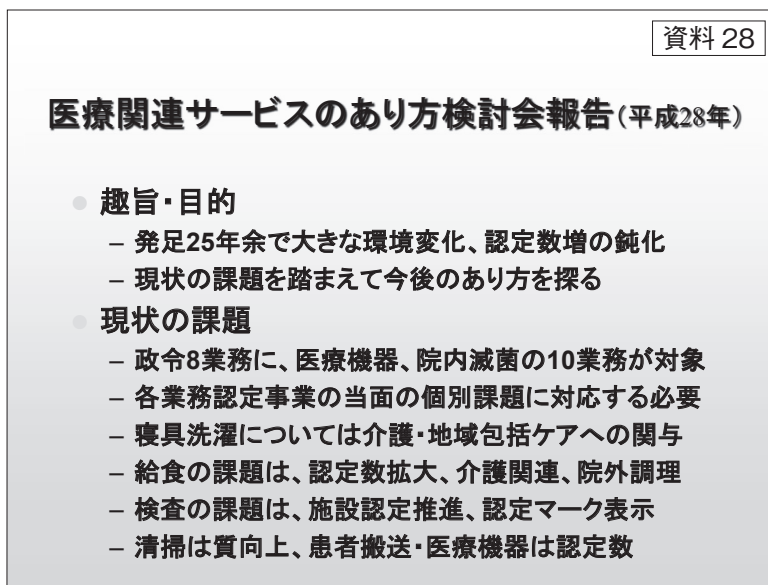 資料 28
医療関連サービスのあり方検討会報告(平成28年)
● 趣旨・目的
– 発足25年余で大きな環境変化、認定数増の鈍化
– 現状の課題を踏まえて今後のあり方を探る
● 現状の課題
– 政令8業務に、医療機器、院内滅菌の10業務が対象
– 各業務認定事業の当面の個別課題に対応する必要
– 寝具洗濯については介護・地域包括ケアへの関与
– 給食の課題は、認定数拡大、介護関連、院外調理
– 検査の課題は、施設認定推進、認定マーク表示
– 清掃は質向上、患者搬送・医療機器は認定数